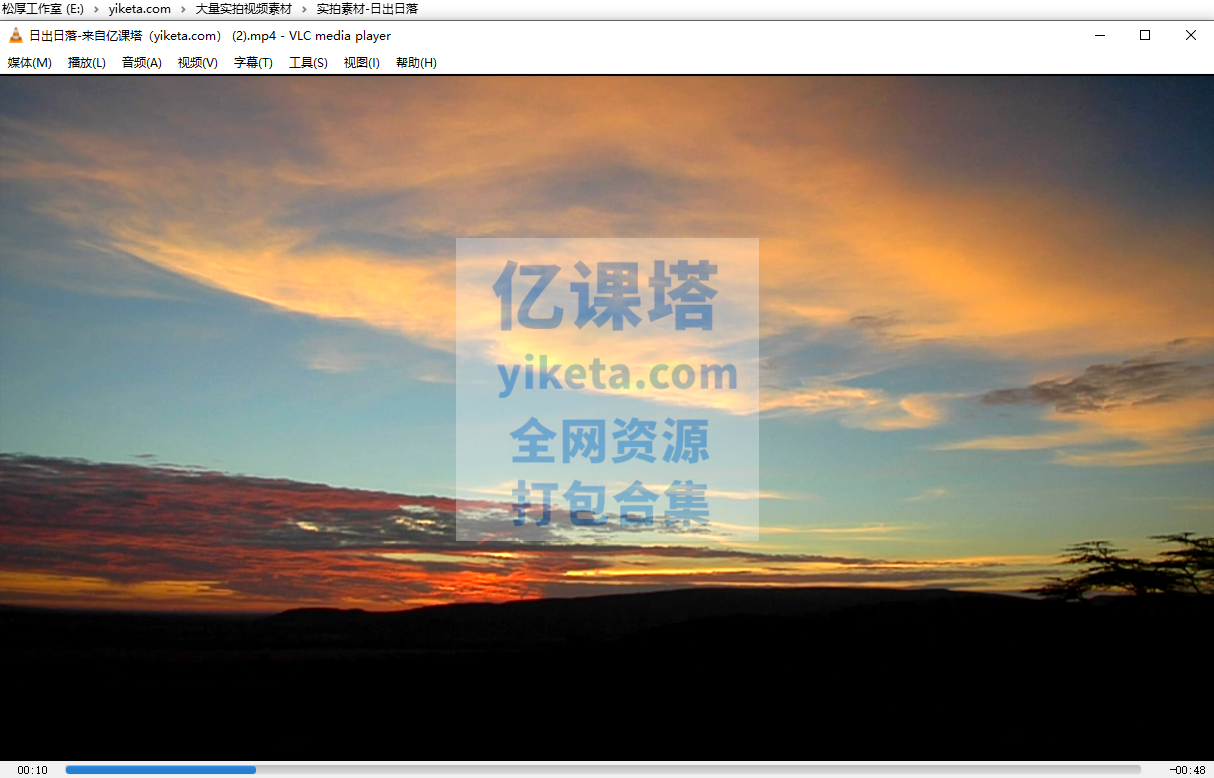 松厚工作室 (E:) › yiketa.com › 大量实拍视频素材 › 实拍素材-日出日落
日出日落-来自亿课塔（yiketa.com） (2).mp4 - VLC media player
媒体(M) 播放(L) 音频(A) 视频(V) 字幕(T) 工具(S) 视图(I) 帮助(H)
亿课塔
yiketa.com
全网资源
打包合集
00:10 -00:48